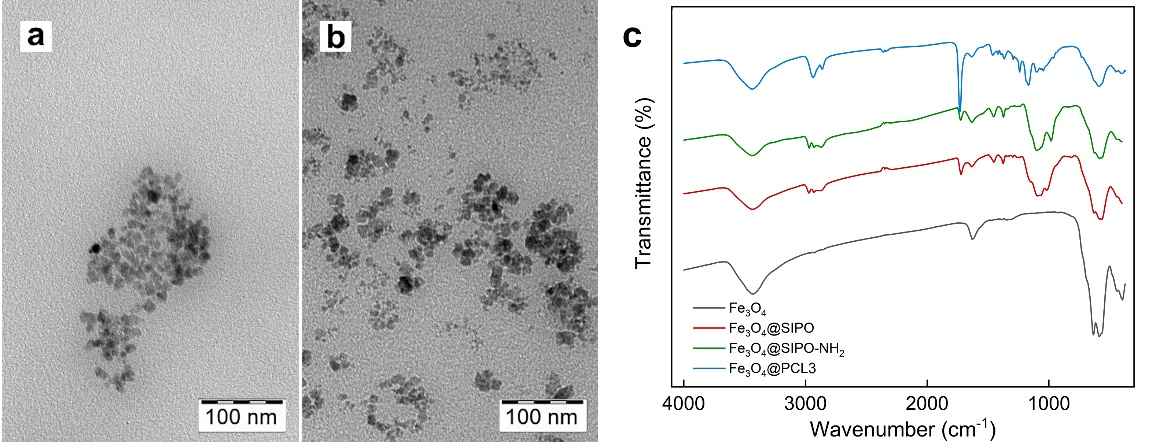 a
100 nm
b
100 nm
c
Transmittance (%)
Fe₃O₄
Fe₃O₄@SIPO
Fe₃O₄@SIPO-NH₂
Fe₃O₄@PCL3
4000 3000 2000 1000
Wavenumber (cm⁻¹)